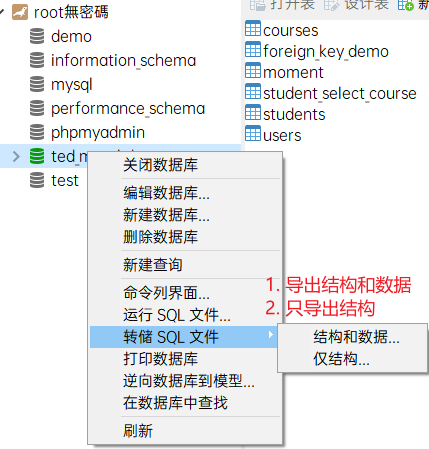 root無密碼
demo
information_schema
mysql
performance_schema
phpmyadmin
test
打开表 设计表
courses
foreign_key_demo
moment
student_select_course
students
users
关闭数据库
编辑数据库...
新建数据库...
删除数据库
新建查询
命令列界面...
运行 SQL 文件...
转储 SQL 文件
打印数据库
逆向数据库到模型...
在数据库中查找
刷新
1. 导出结构和数据
2. 只导出结构
结构和数据...
仅结构...